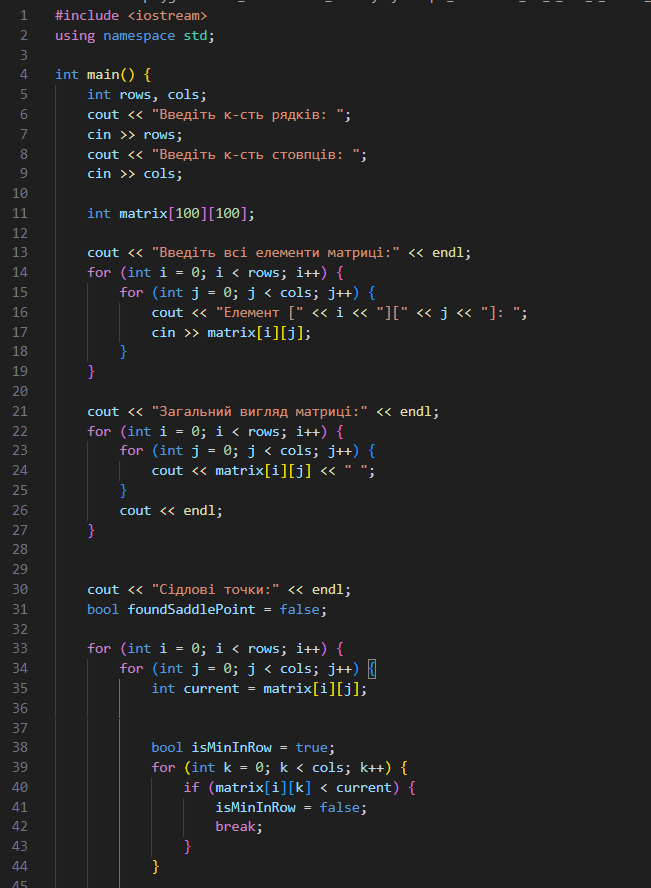 1 #include <iostream>
2 using namespace std;
3
4 int main() {
5     int rows, cols;
6     cout << "Введіть к-сть рядків: ";
7     cin >> rows;
8     cout << "Введіть к-сть стовпців: ";
9     cin >> cols;
10
11     int matrix[100][100];
12
13     cout << "Введіть всі елементи матриці:" << endl;
14     for (int i = 0; i < rows; i++) {
15         for (int j = 0; j < cols; j++) {
16             cout << "Елемент [" << i << "][" << j << "]: ";
17             cin >> matrix[i][j];
18         }
19     }
20
21     cout << "Загальний вигляд матриці:" << endl;
22     for (int i = 0; i < rows; i++) {
23         for (int j = 0; j < cols; j++) {
24             cout << matrix[i][j] << " ";
25         }
26         cout << endl;
27     }
28
29
30     cout << "Сідлові точки:" << endl;
31     bool foundSaddlePoint = false;
32
33     for (int i = 0; i < rows; i++) {
34         for (int j = 0; j < cols; j++) {
35             int current = matrix[i][j];
36
37
38             bool isMinInRow = true;
39             for (int k = 0; k < cols; k++) {
40                 if (matrix[i][k] < current) {
41                     isMinInRow = false;
42                     break;
43                 }
44             }
45